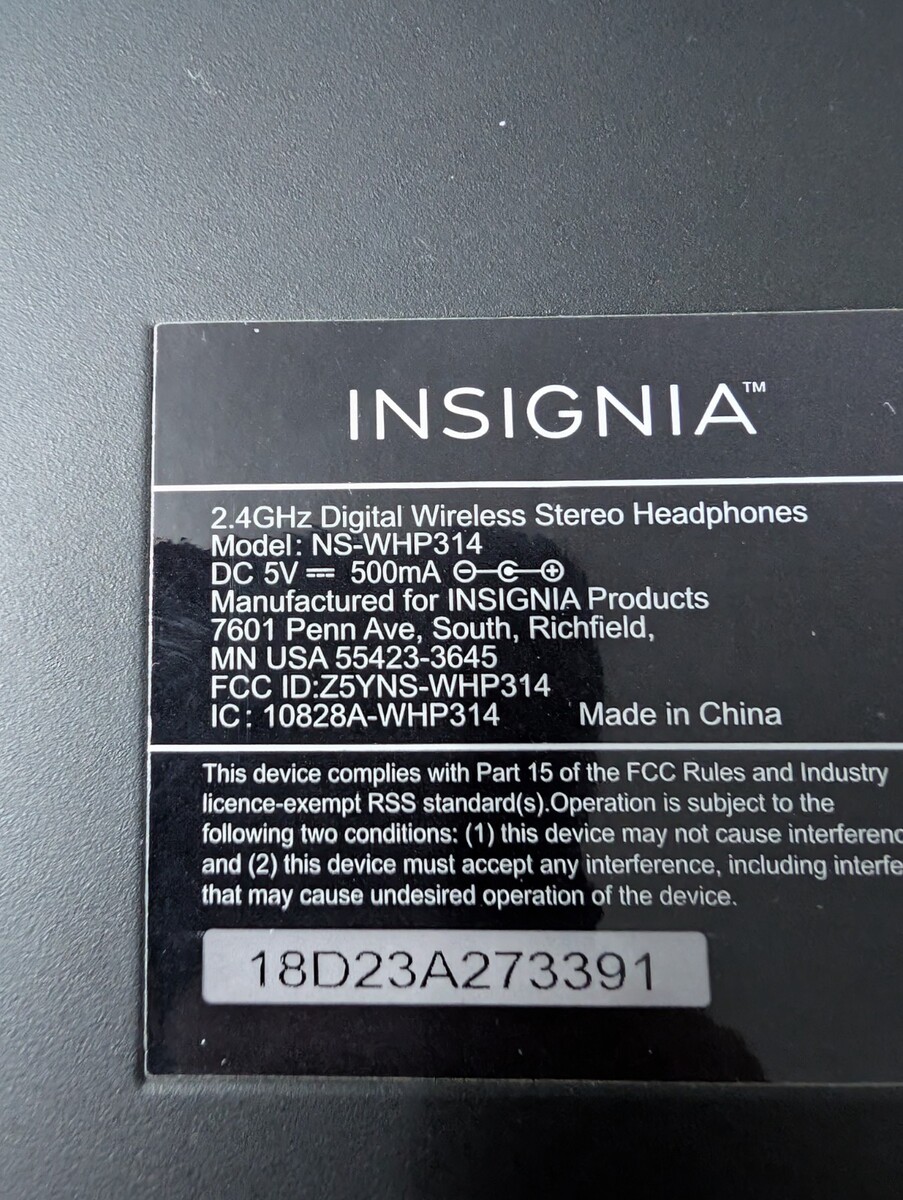 INSIGNIA™
2.4GHz Digital Wireless Stereo Headphones
Model: NS-WHP314
DC 5V ⎓ 500mA
Manufactured for INSIGNIA Products
7601 Penn Ave, South, Richfield,
MN USA 55423-3645
FCC ID:Z5YNS-WHP314
IC: 10828A-WHP314 Made in China
This device complies with Part 15 of the FCC Rules and Industry
licence-exempt RSS standard(s).Operation is subject to the
following two conditions: (1) this device may not cause interferenc
and (2) this device must accept any interference, including interfe
that may cause undesired operation of the device.
18D23A273391